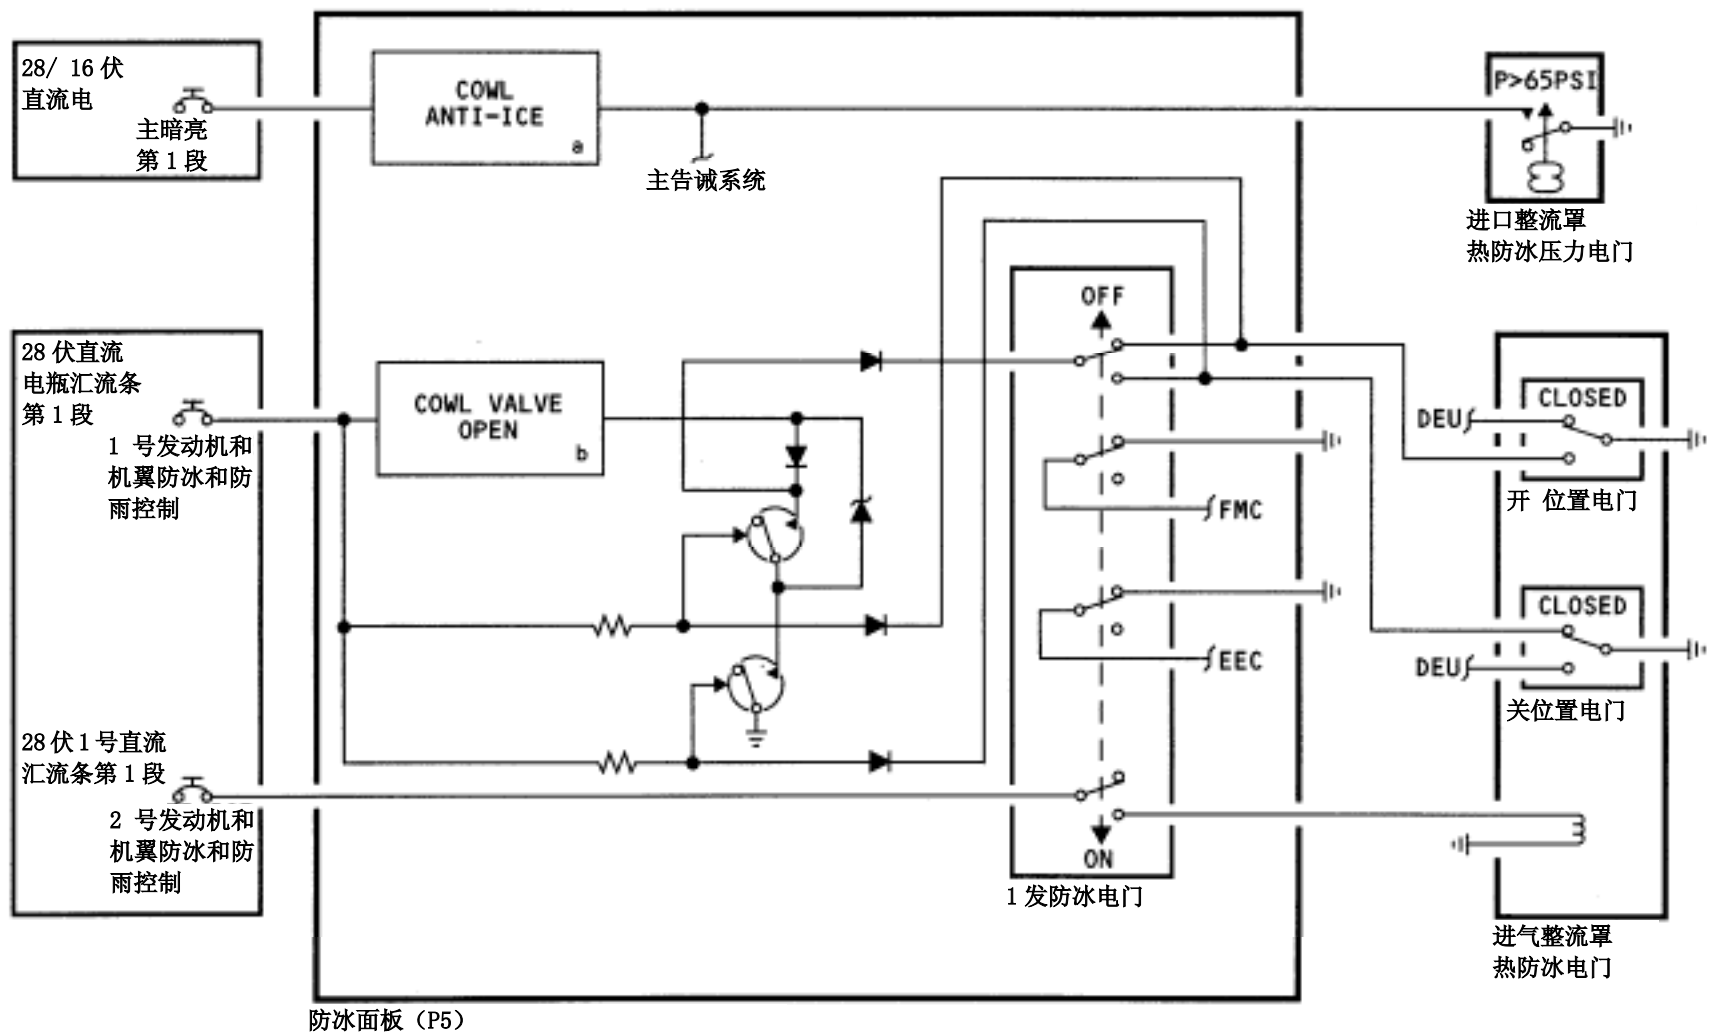 28/ 16伏
直流电
主暗亮
第1段
COWL
ANTI-ICE
a
主告诫系统
P>65PSI
进口整流罩
热防冰压力电门
28伏直流
电瓶汇流条
第1段
1 号发动机和
机翼防冰和防
雨控制
COWL VALVE
OPEN
b
OFF
FMC
EEC
ON
1发防冰电门
DEU
CLOSED
开 位置电门
CLOSED
DEU
关位置电门
28伏1号直流
汇流条第1段
2 号发动机和
机翼防冰和防
雨控制
进气整流罩
热防冰电门
防冰面板（P5）